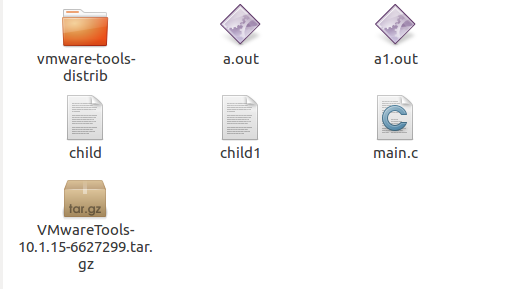 vmware-tools-
distrib
a.out
a1.out
child
child1
main.c
tar.gz
VMwareTools-
10.1.15-6627299.tar.
gz